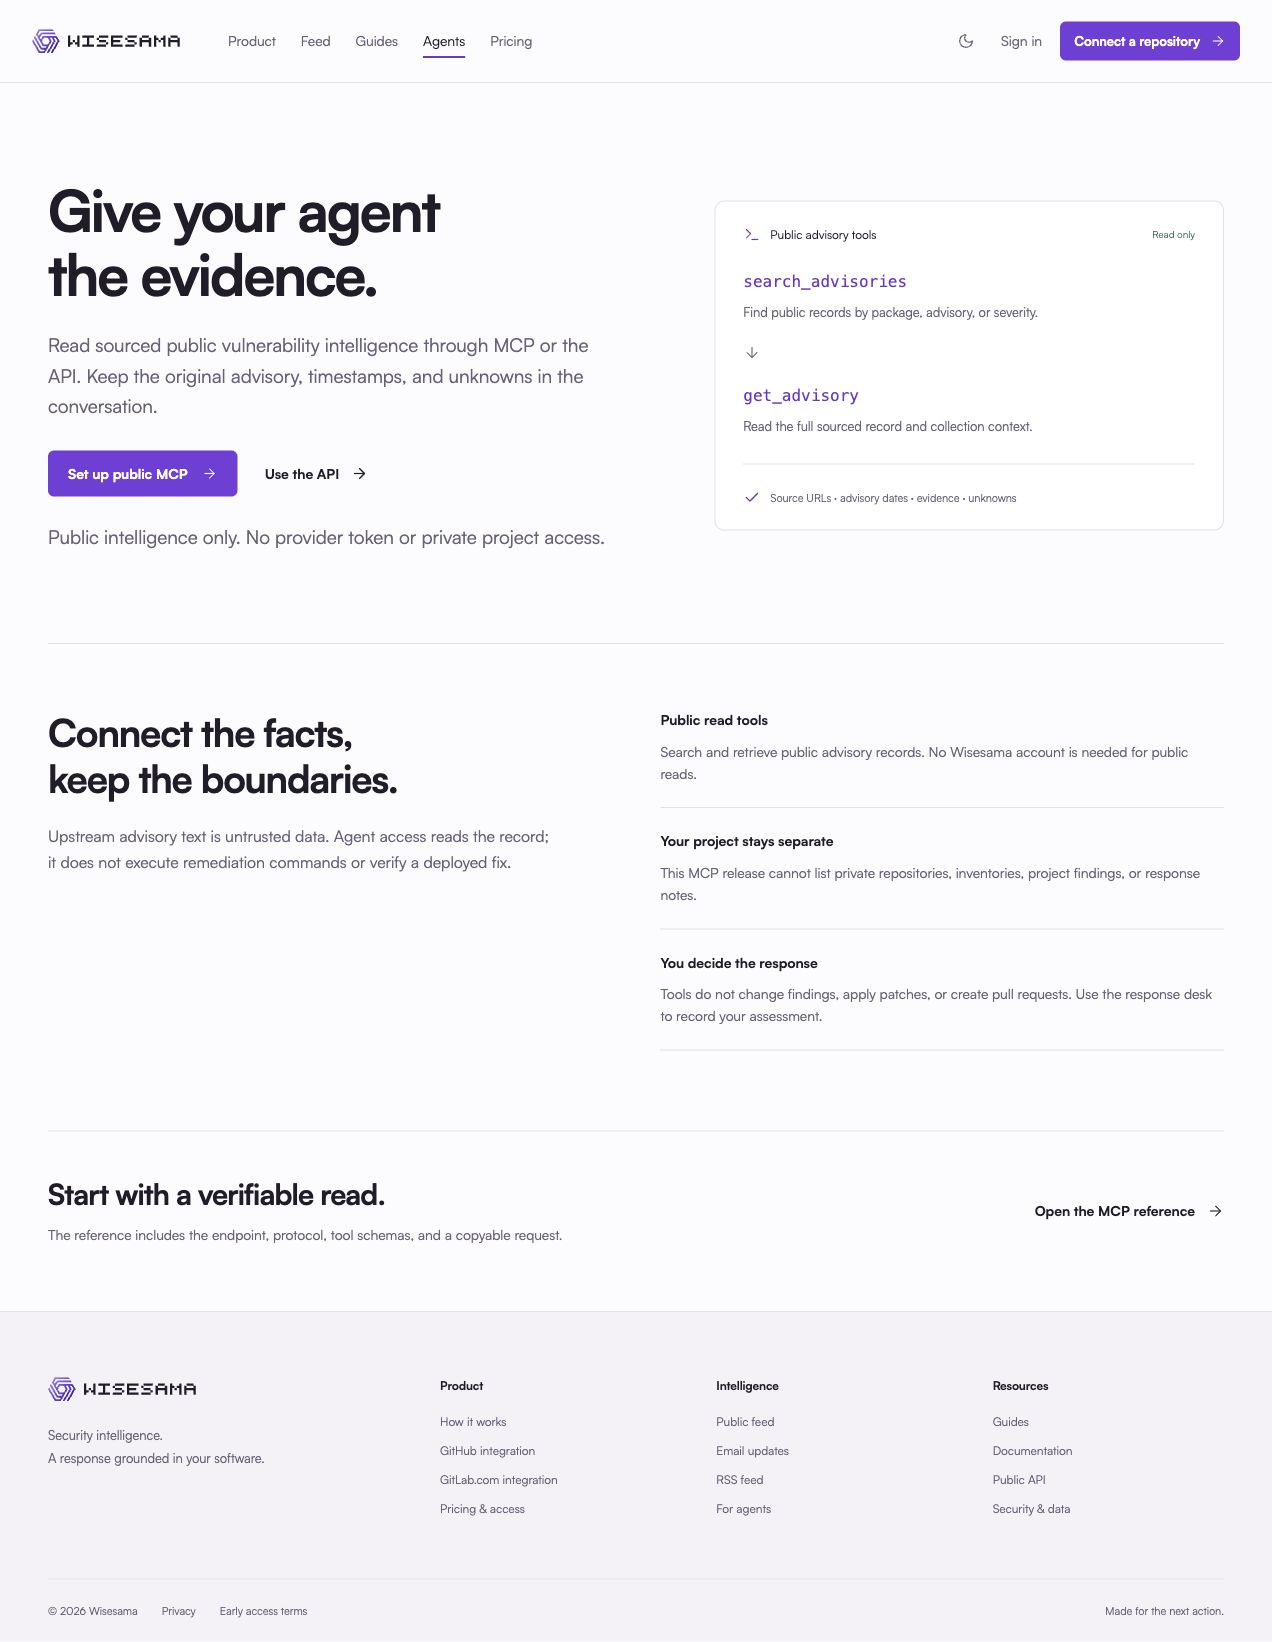 WISESAMA
Product
Feed
Guides
Agents
Pricing
Sign in
Connect a repository
Give your agent
the evidence.
Read sourced public vulnerability intelligence through MCP or the
API. Keep the original advisory, timestamps, and unknowns in the
conversation.
Set up public MCP
Use the API
Public intelligence only. No provider token or private project access.
Public advisory tools
Read only
search_advisories
Find public records by package, advisory, or severity.
get_advisory
Read the full sourced record and collection context.
Source URLs · advisory dates · evidence · unknowns
Connect the facts,
keep the boundaries.
Upstream advisory text is untrusted data. Agent access reads the record;
it does not execute remediation commands or verify a deployed fix.
Public read tools
Search and retrieve public advisory records. No Wisesama account is needed for public
reads.
Your project stays separate
This MCP release cannot list private repositories, inventories, project findings, or response
notes.
You decide the response
Tools do not change findings, apply patches, or create pull requests. Use the response desk
to record your assessment.
Start with a verifiable read.
The reference includes the endpoint, protocol, tool schemas, and a copyable request.
Open the MCP reference
WISESAMA
Security intelligence.
A response grounded in your software.
Product
How it works
GitHub integration
GitLab.com integration
Pricing & access
Intelligence
Public feed
Email updates
RSS feed
For agents
Resources
Guides
Documentation
Public API
Security & data
© 2026 Wisesama
Privacy
Early access terms
Made for the next action.